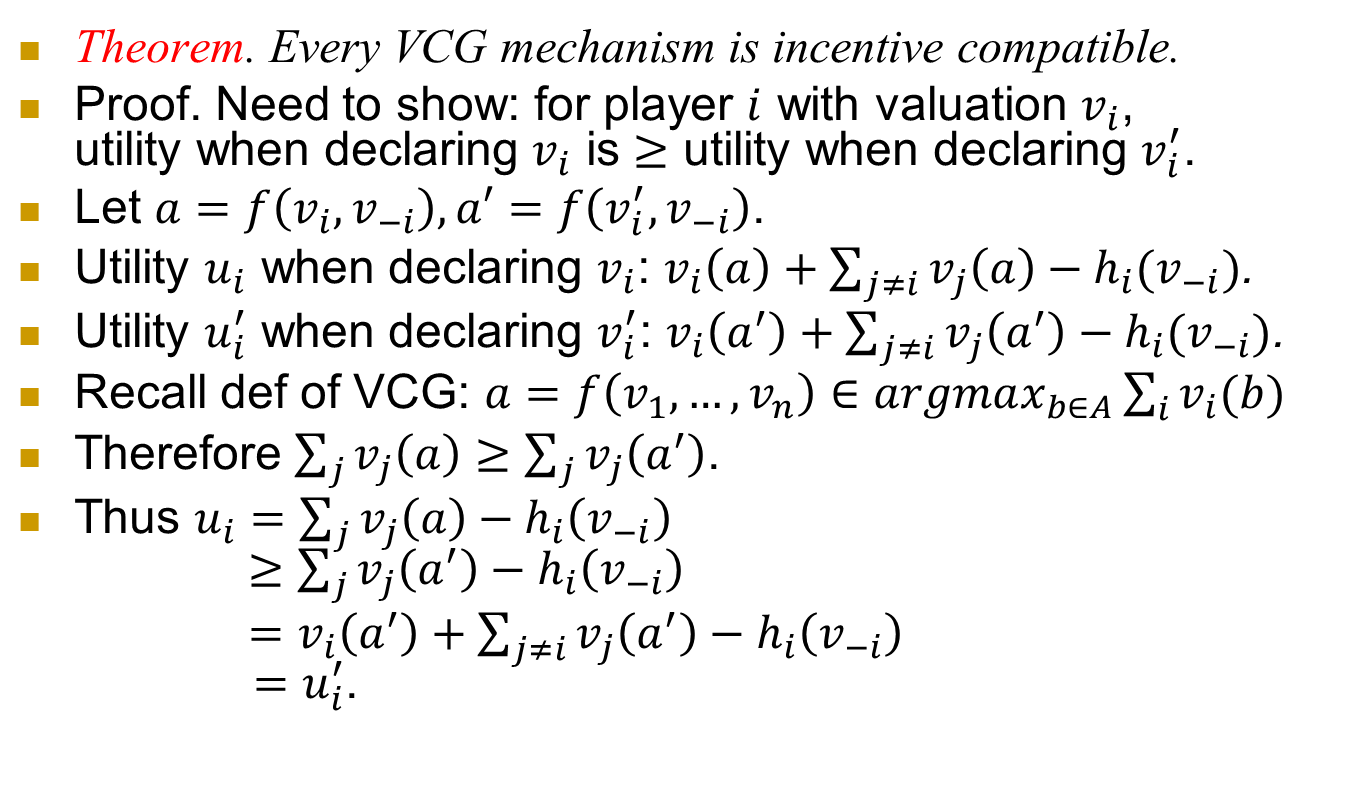 ■ Theorem. Every VCG mechanism is incentive compatible.
■ Proof. Need to show: for player 𝑖 with valuation 𝑣ᵢ,
utility when declaring 𝑣ᵢ is ≥ utility when declaring 𝑣ᵢ′.
■ Let 𝑎 = 𝑓(𝑣ᵢ, 𝑣₋ᵢ), 𝑎′ = 𝑓(𝑣ᵢ′, 𝑣₋ᵢ).
■ Utility 𝑢ᵢ when declaring 𝑣ᵢ: 𝑣ᵢ(𝑎) + ∑_{𝑗≠𝑖} 𝑣ⱼ(𝑎) − ℎᵢ(𝑣₋ᵢ).
■ Utility 𝑢ᵢ′ when declaring 𝑣ᵢ′: 𝑣ᵢ(𝑎′) + ∑_{𝑗≠𝑖} 𝑣ⱼ(𝑎′) − ℎᵢ(𝑣₋ᵢ).
■ Recall def of VCG: 𝑎 = 𝑓(𝑣₁, … , 𝑣ₙ) ∈ 𝑎𝑟𝑔𝑚𝑎𝑥_{𝑏∈𝐴} ∑ᵢ 𝑣ᵢ(𝑏)
■ Therefore ∑ⱼ 𝑣ⱼ(𝑎) ≥ ∑ⱼ 𝑣ⱼ(𝑎′).
■ Thus 𝑢ᵢ = ∑ⱼ 𝑣ⱼ(𝑎) − ℎᵢ(𝑣₋ᵢ)
≥ ∑ⱼ 𝑣ⱼ(𝑎′) − ℎᵢ(𝑣₋ᵢ)
= 𝑣ᵢ(𝑎′) + ∑_{𝑗≠𝑖} 𝑣ⱼ(𝑎′) − ℎᵢ(𝑣₋ᵢ)
= 𝑢ᵢ′.